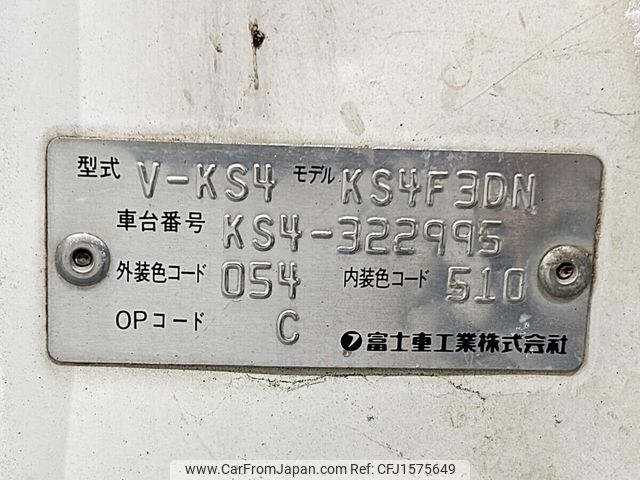 型式 V-KS4 モデル KS4F3DN
車台番号 KS4-322995
外装色コード 054 内装色コード 510
OPコード C 富士重工業株式会社
www.CarFromJapan.com Car ID: CFJ1575649